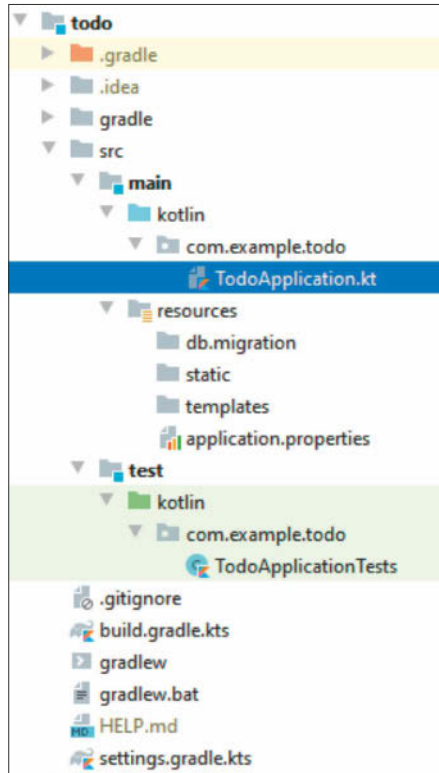 todo
.gradle
.idea
gradle
src
main
kotlin
com.example.todo
TodoApplication.kt
resources
db.migration
static
templates
application.properties
test
kotlin
com.example.todo
TodoApplicationTests
.gitignore
build.gradle.kts
gradlew
gradlew.bat
MD HELP.md
settings.gradle.kts